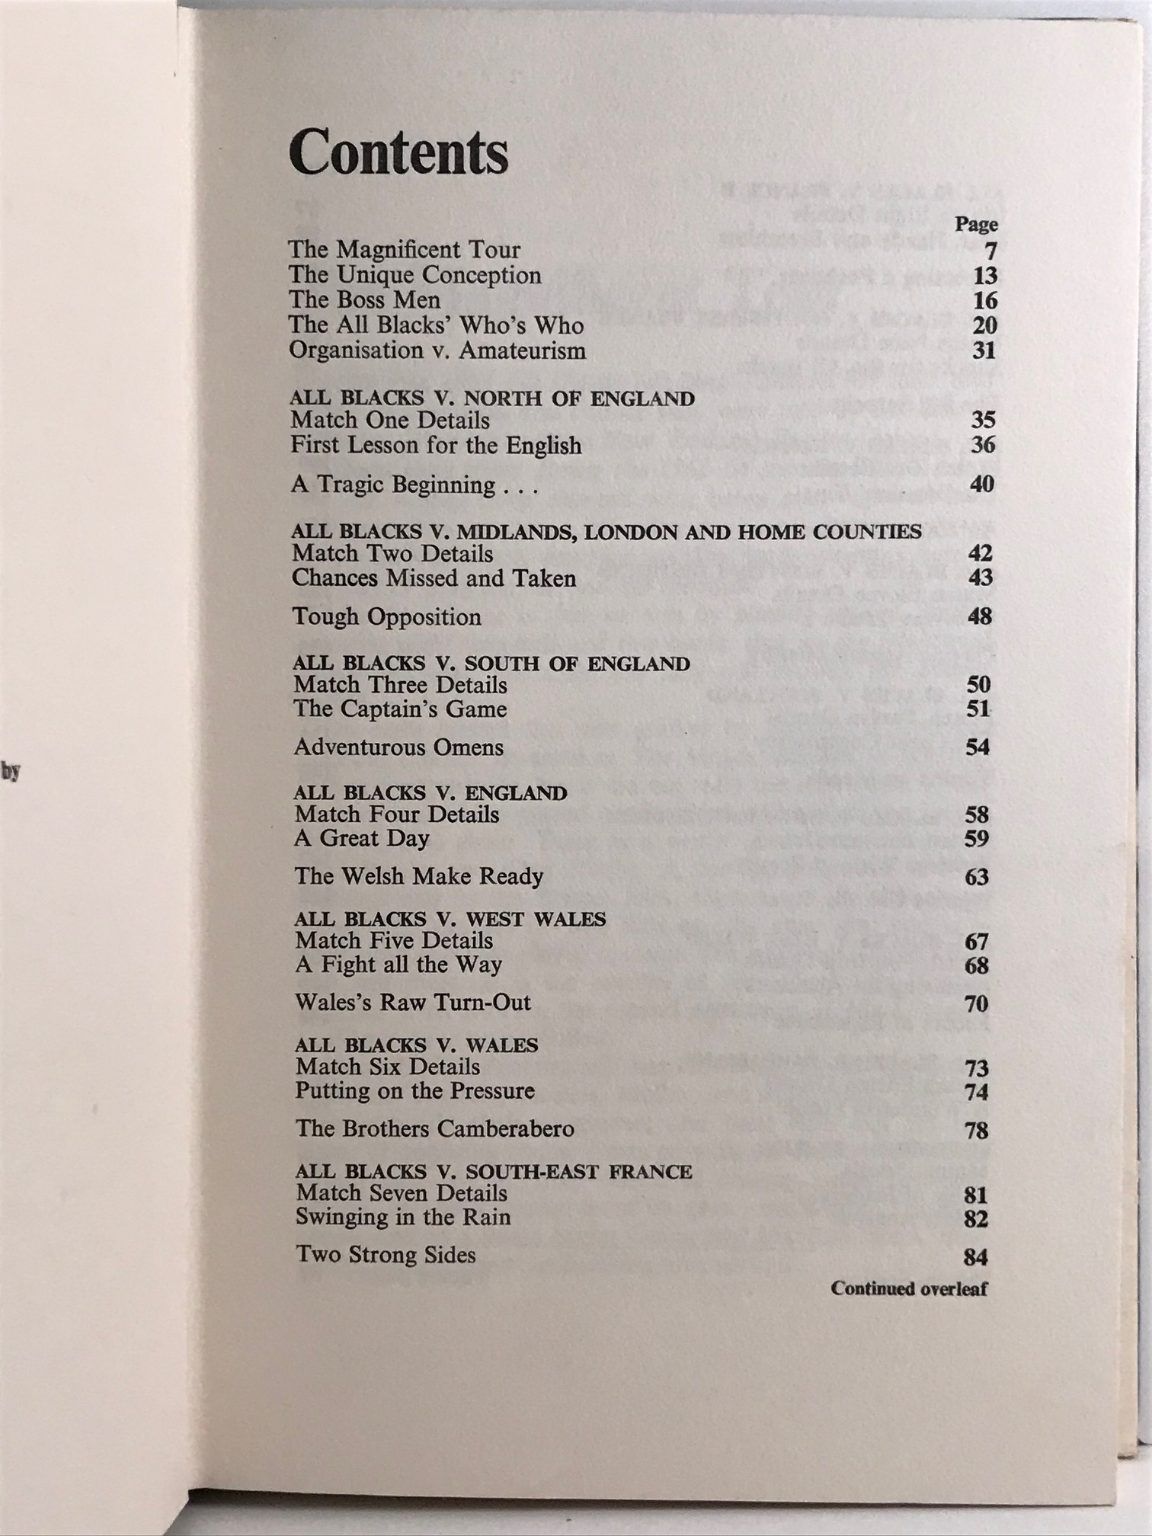 Contents
Page
The Magnificent Tour 7
The Unique Conception 13
The Boss Men 16
The All Blacks' Who's Who 20
Organisation v. Amateurism 31
ALL BLACKS V. NORTH OF ENGLAND
Match One Details 35
First Lesson for the English 36
A Tragic Beginning . . . 40
ALL BLACKS V. MIDLANDS, LONDON AND HOME COUNTIES
Match Two Details 42
Chances Missed and Taken 43
Tough Opposition 48
ALL BLACKS V. SOUTH OF ENGLAND
Match Three Details 50
The Captain's Game 51
Adventurous Omens 54
ALL BLACKS V. ENGLAND
Match Four Details 58
A Great Day 59
The Welsh Make Ready 63
ALL BLACKS V. WEST WALES
Match Five Details 67
A Fight all the Way 68
Wales's Raw Turn-Out 70
ALL BLACKS V. WALES
Match Six Details 73
Putting on the Pressure 74
The Brothers Camberabero 78
ALL BLACKS V. SOUTH-EAST FRANCE
Match Seven Details 81
Swinging in the Rain 82
Two Strong Sides 84
Continued overleaf
by